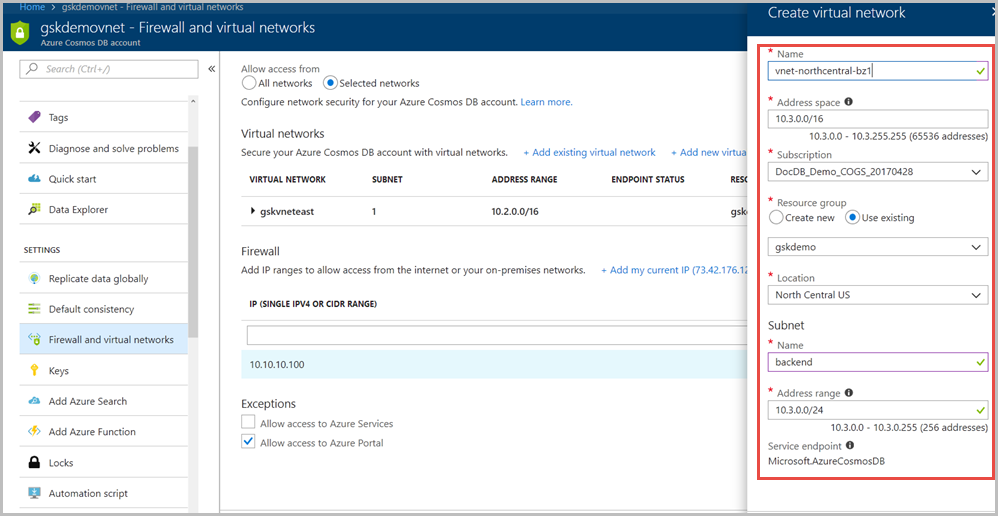 Home > gskdemovnet - Firewall and virtual networks
gskdemovnet - Firewall and virtual networks
Azure Cosmos DB account
Search (Ctrl+/)
Tags
Diagnose and solve problems
Quick start
Data Explorer
SETTINGS
Replicate data globally
Default consistency
Firewall and virtual networks
Keys
Add Azure Search
Add Azure Function
Locks
Automation script
Allow access from
All networks Selected networks
Configure network security for your Azure Cosmos DB account. Learn more.
Virtual networks
Secure your Azure Cosmos DB account with virtual networks. + Add existing virtual network + Add new virtua
VIRTUAL NETWORK SUBNET ADDRESS RANGE ENDPOINT STATUS RESO
gskvneteast 1 10.2.0.0/16 gsk
Firewall
Add IP ranges to allow access from the internet or your on-premises networks. + Add my current IP (73.42.176.12
IP (SINGLE IPV4 OR CIDR RANGE)
10.10.10.100
Exceptions
Allow access to Azure Services
Allow access to Azure Portal
Create virtual network
* Name
vnet-northcentral-bz1
* Address space
10.3.0.0/16
10.3.0.0 - 10.3.255.255 (65536 addresses)
* Subscription
DocDB_Demo_COGS_20170428
* Resource group
Create new Use existing
gskdemo
* Location
North Central US
Subnet
* Name
backend
* Address range
10.3.0.0/24
10.3.0.0 - 10.3.0.255 (256 addresses)
Service endpoint
Microsoft.AzureCosmosDB